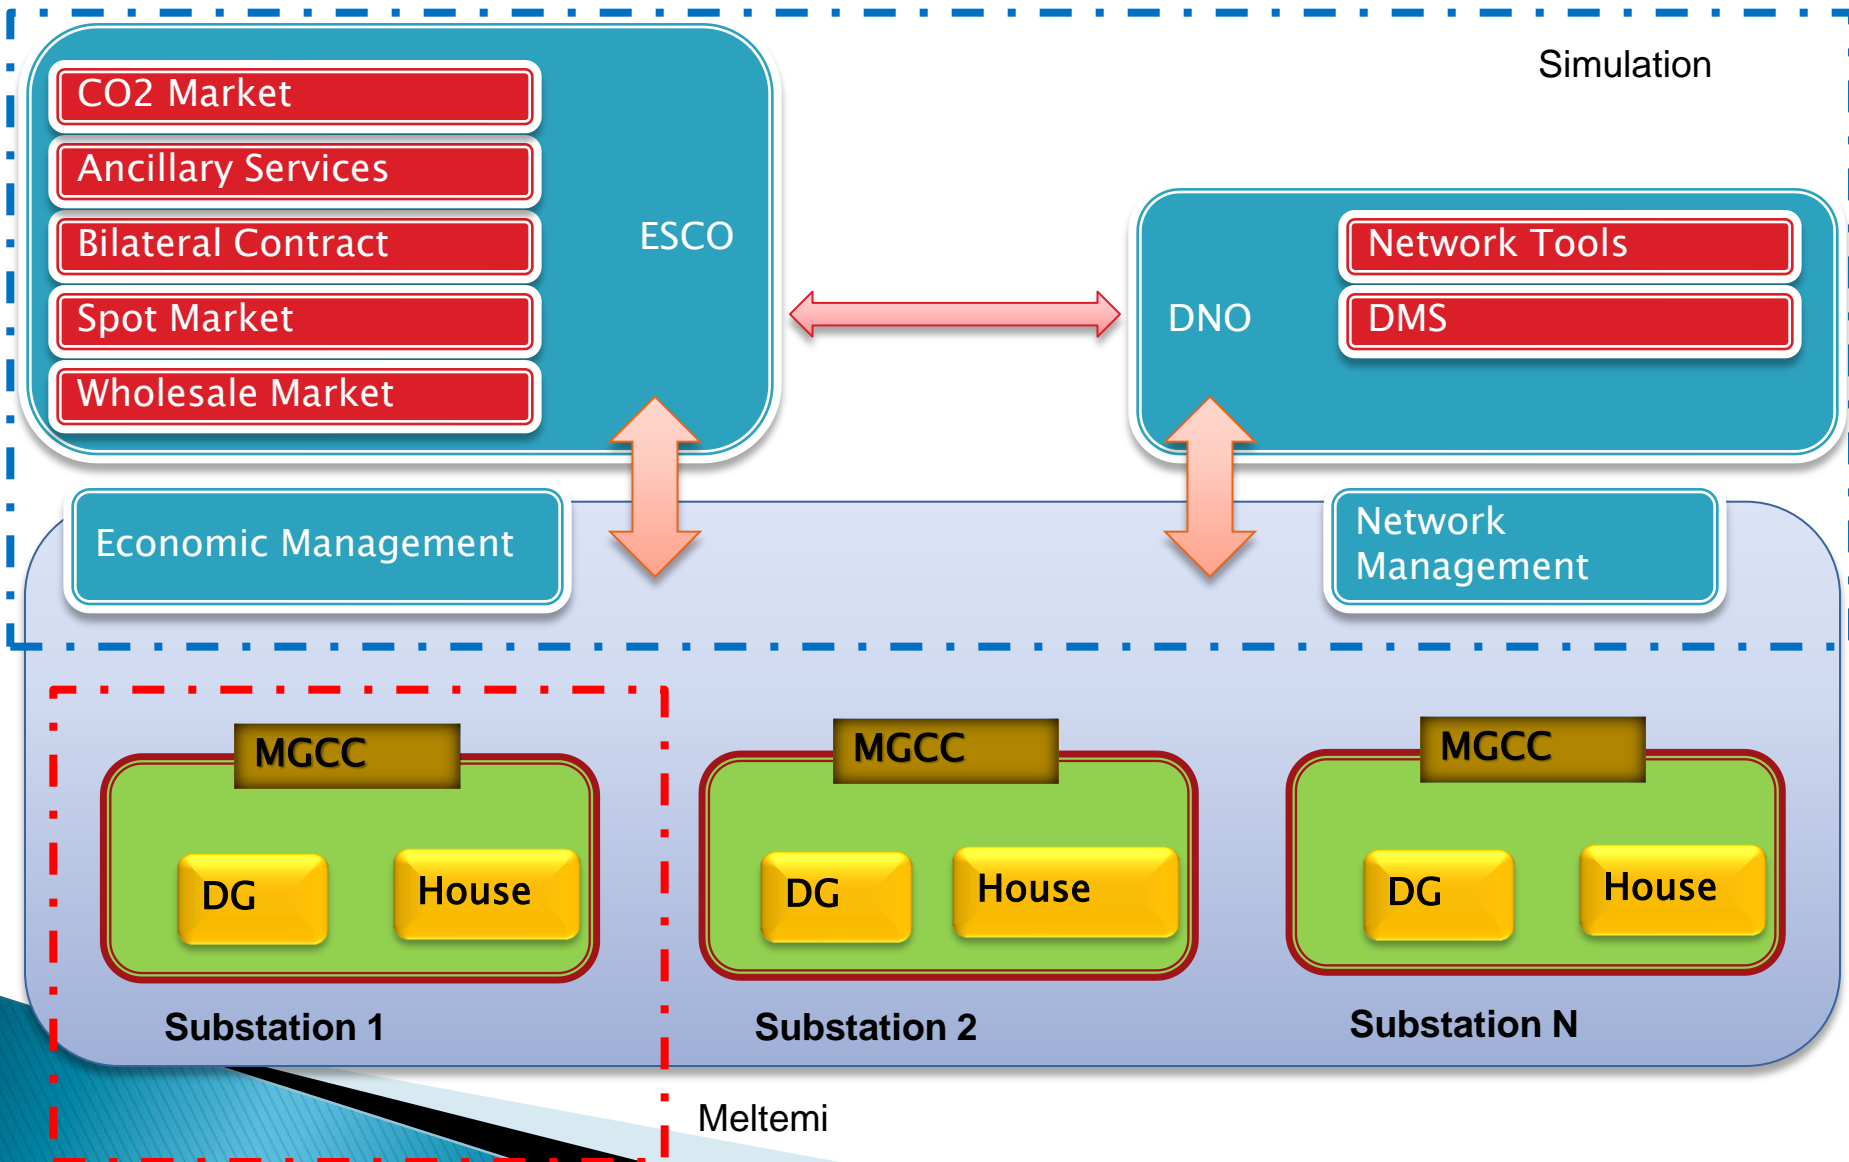 Simulation
CO2 Market
Ancillary Services
Bilateral Contract
Spot Market
Wholesale Market
ESCO
DNO
Network Tools
DMS
Economic Management
Network
Management
MGCC
DG
House
Substation 1
MGCC
DG
House
Substation 2
MGCC
DG
House
Substation N
Meltemi